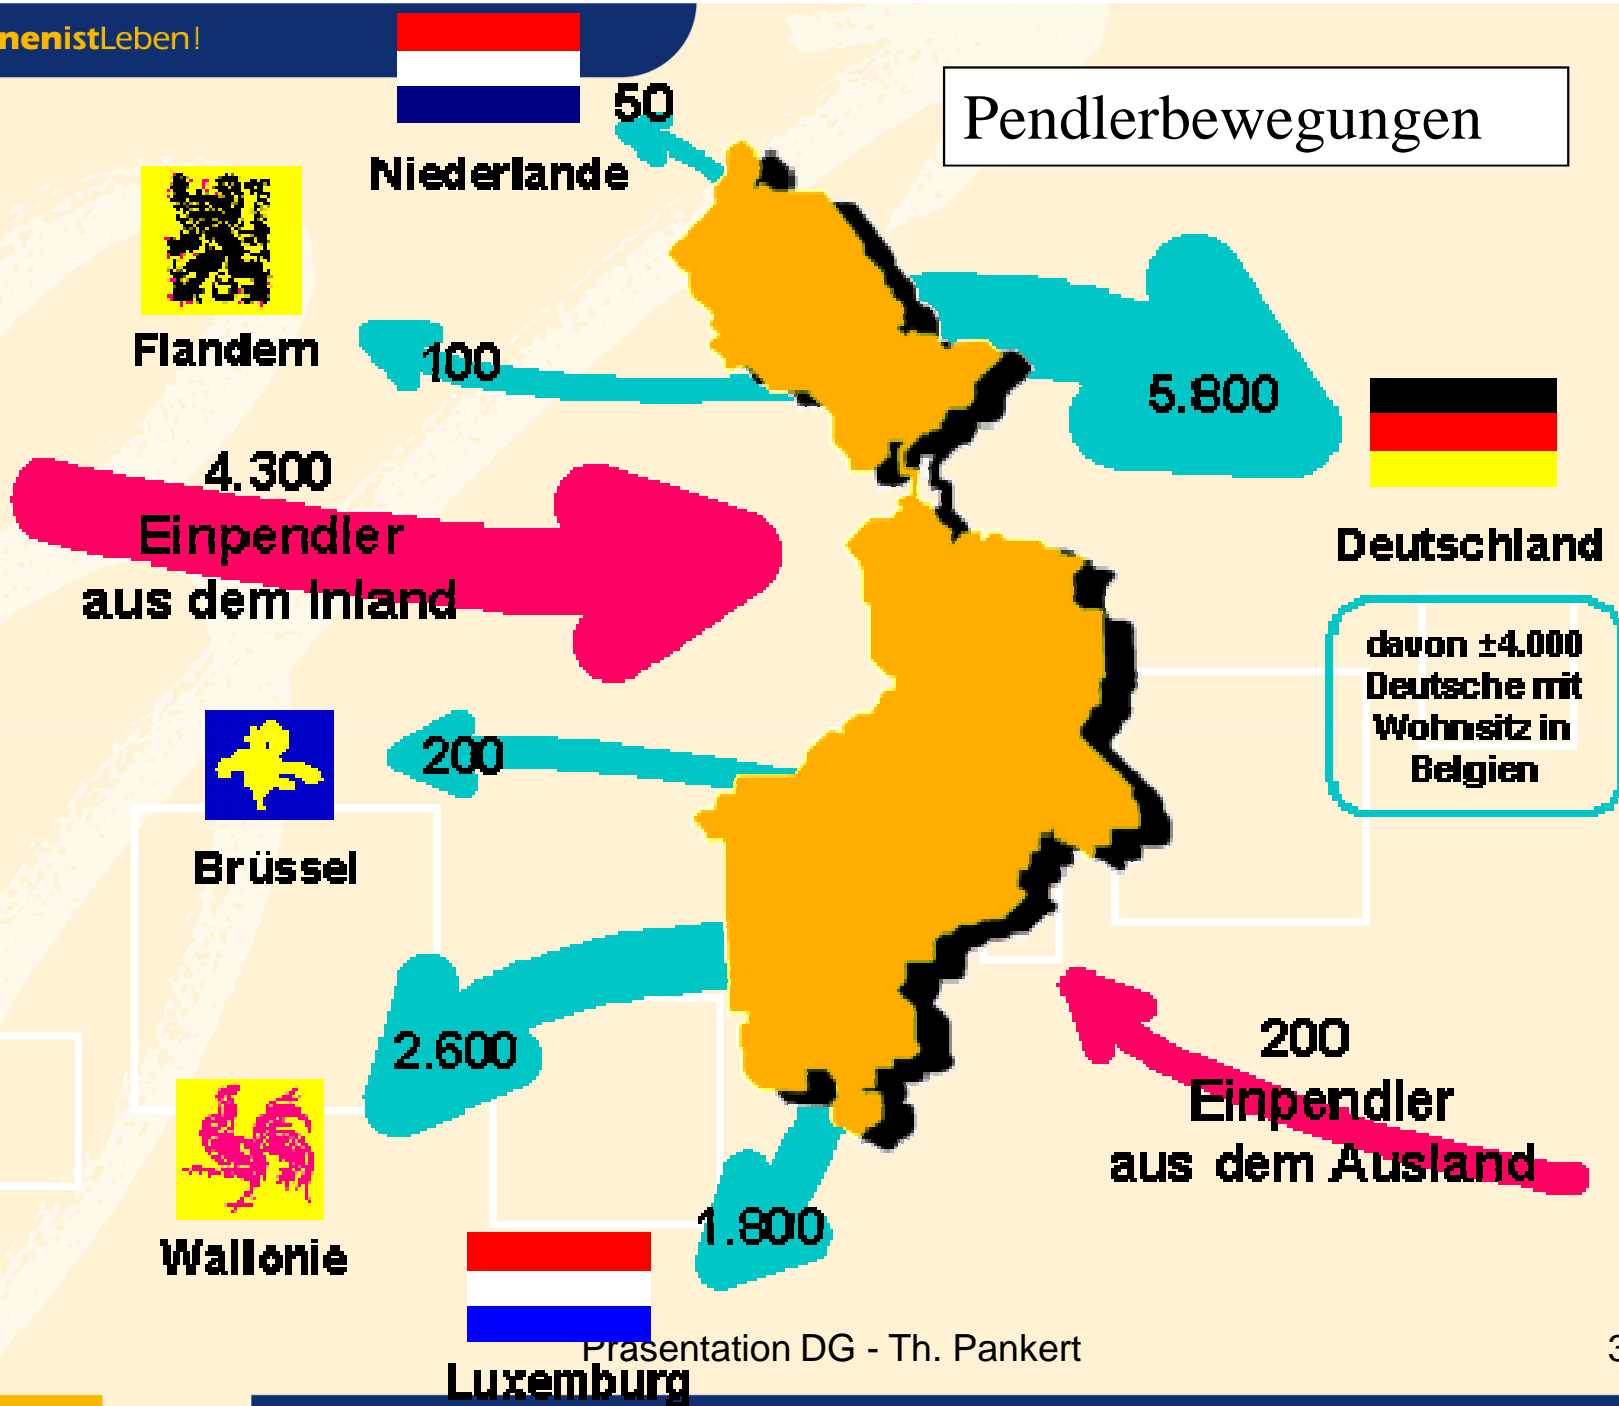 nenistLeben!
Pendlerbewegungen
50
Niederlande
Flandern
100
5.800
4.300
Einpendler
aus dem Inland
Deutschland
davon ±4.000
Deutsche mit
Wohnsitz in
Belgien
200
Brüssel
2.600
200
Einpendler
aus dem Ausland
Wallonie
1.800
Luxemburg
Präsentation DG - Th. Pankert
3